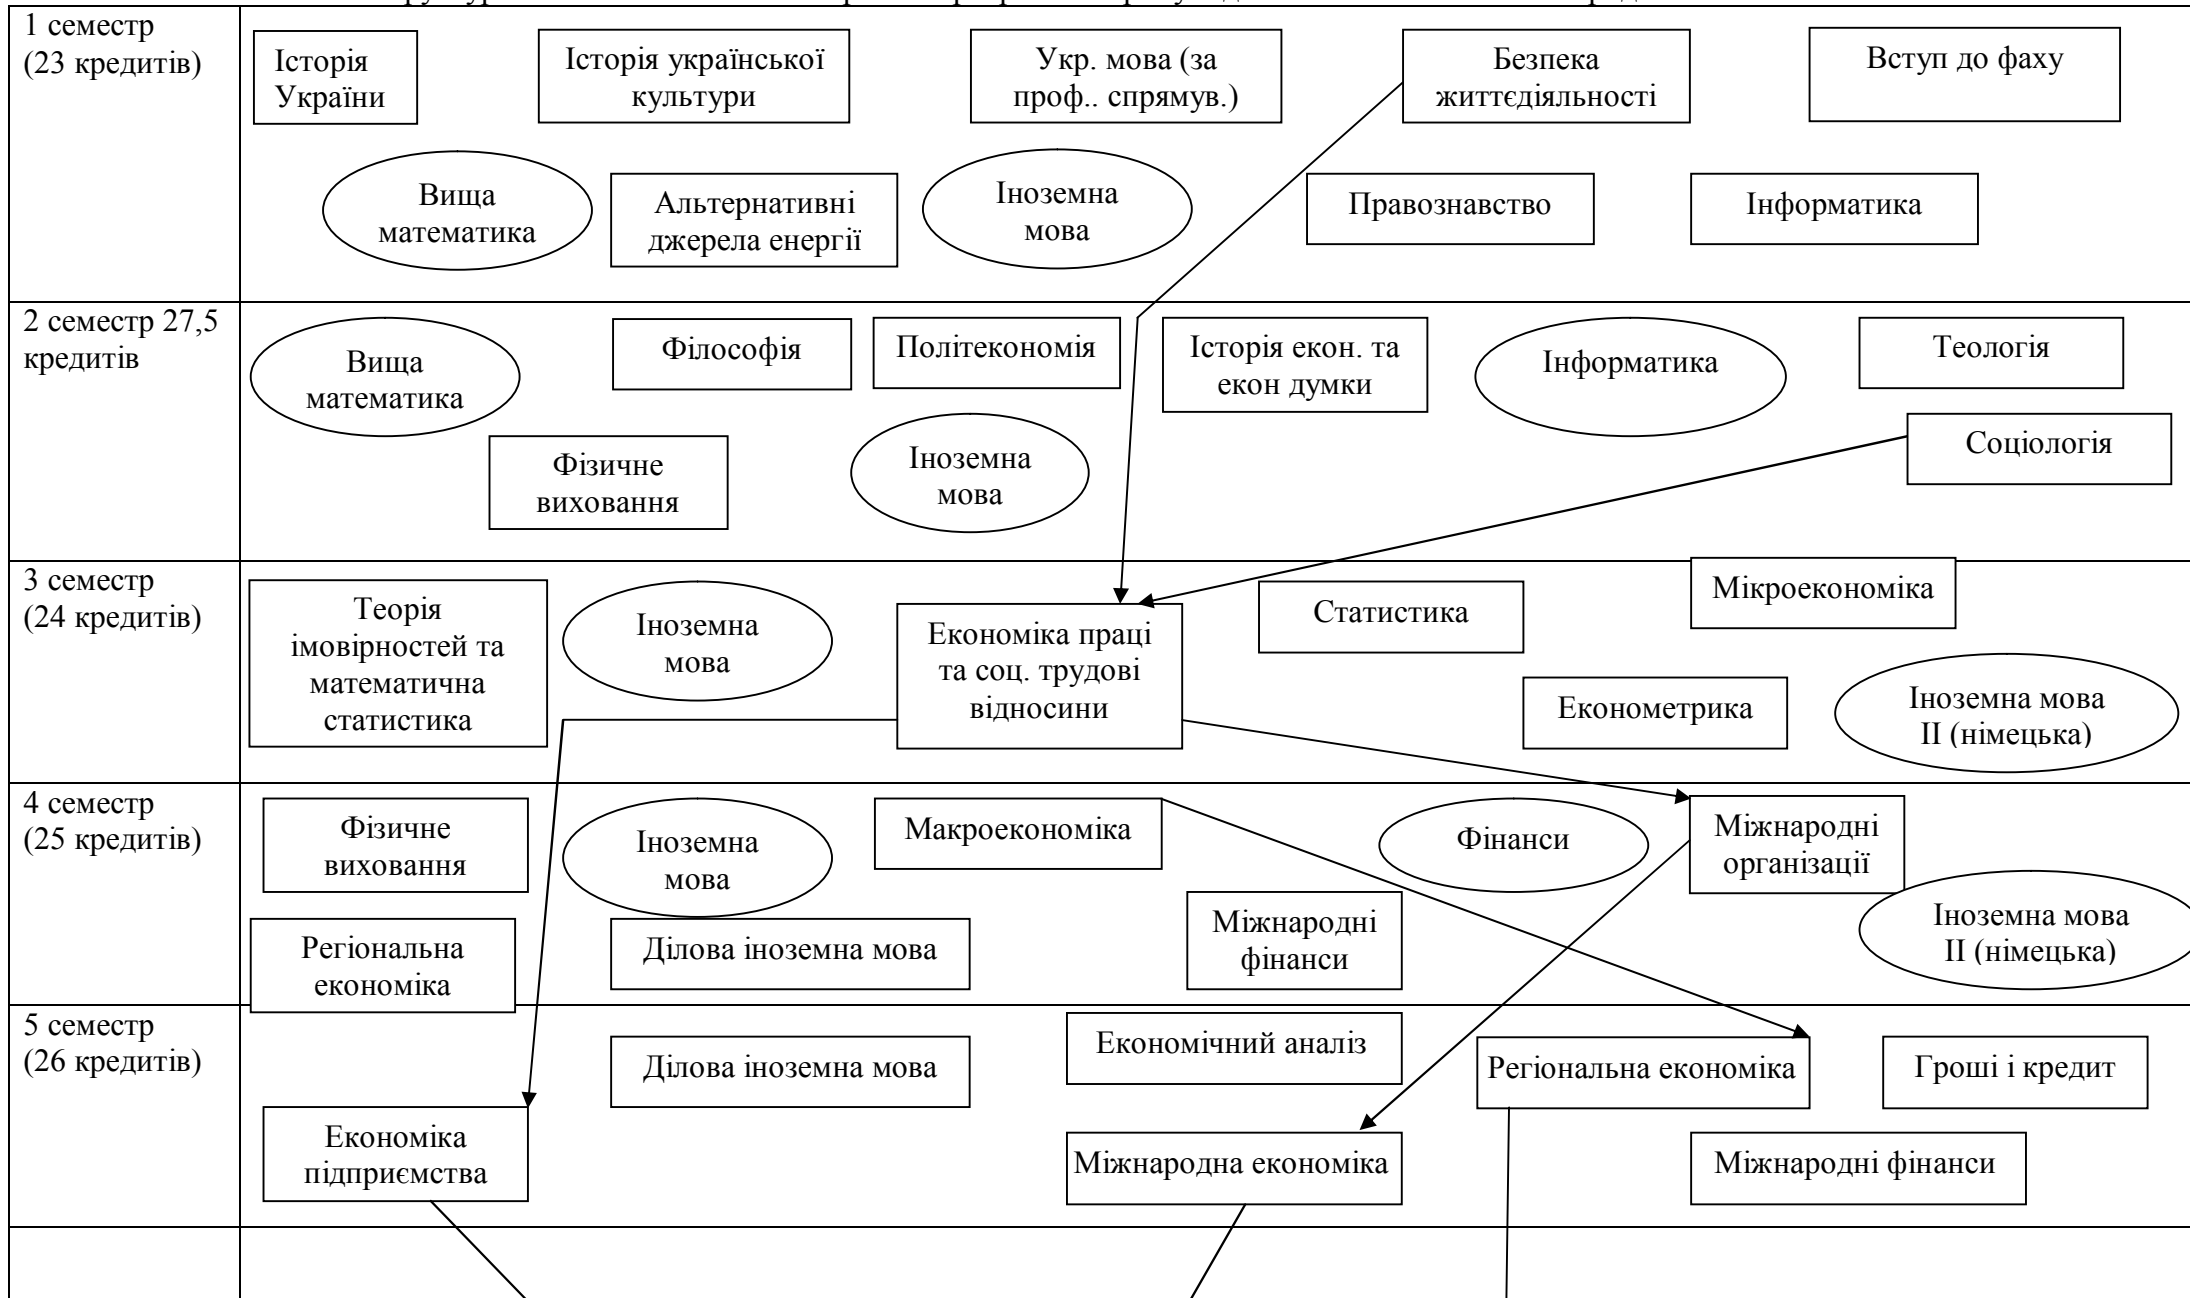 1 семестр
(23 кредитів)
Історія
України
Історія української
культури
Укр. мова (за
проф.. спрямув.)
Безпека
життєдіяльності
Вступ до фаху
Вища
математика
Альтернативні
джерела енергії
Іноземна
мова
Правознавство
Інформатика
2 семестр 27,5
кредитів
Вища
математика
Філософія
Політекономія
Історія екон. та
екон думки
Інформатика
Теологія
Фізичне
виховання
Іноземна
мова
Соціологія
3 семестр
(24 кредитів)
Теорія
імовірностей та
математична
статистика
Іноземна
мова
Економіка праці
та соц. трудові
відносини
Статистика
Мікроекономіка
Економетрика
Іноземна мова
ІІ (німецька)
4 семестр
(25 кредитів)
Фізичне
виховання
Іноземна
мова
Макроекономіка
Фінанси
Міжнародні
організації
Регіональна
економіка
Ділова іноземна мова
Міжнародні
фінанси
Іноземна мова
ІІ (німецька)
5 семестр
(26 кредитів)
Ділова іноземна мова
Економічний аналіз
Регіональна економіка
Гроші і кредит
Економіка
підприємства
Міжнародна економіка
Міжнародні фінанси